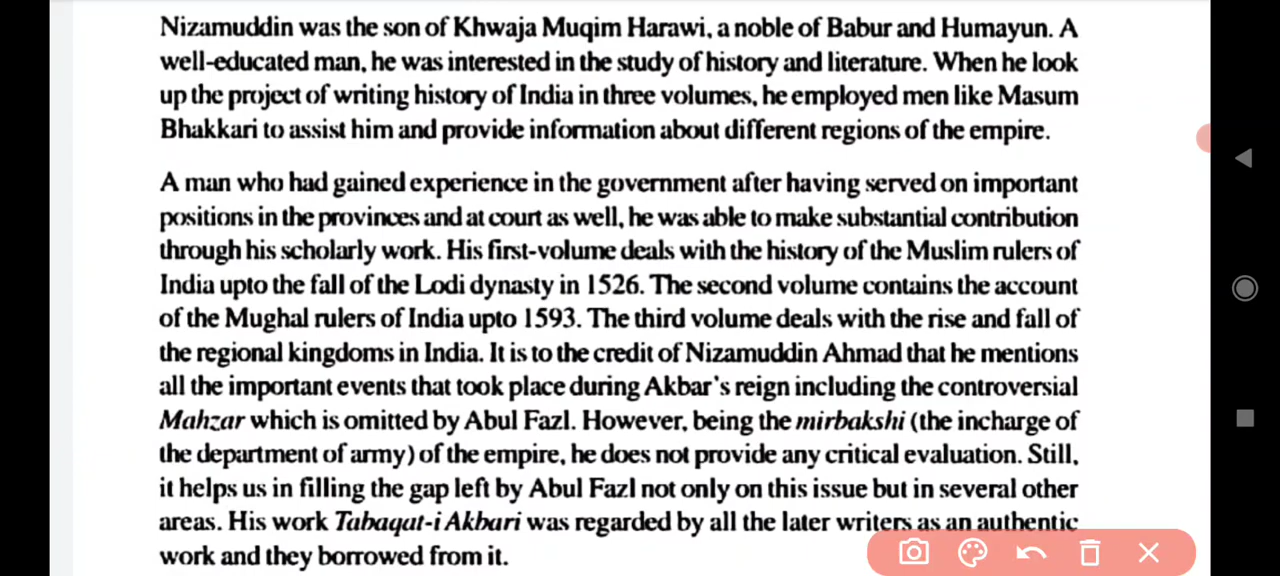 Nizamuddin was the son of Khwaja Muqim Harawi, a noble of Babur and Humayun. A
well-educated man, he was interested in the study of history and literature. When he look
up the project of writing history of India in three volumes, he employed men like Masum
Bhakkari to assist him and provide information about different regions of the empire.
A man who had gained experience in the government after having served on important
positions in the provinces and at court as well, he was able to make substantial contribution
through his scholarly work. His first-volume deals with the history of the Muslim rulers of
India upto the fall of the Lodi dynasty in 1526. The second volume contains the account
of the Mughal rulers of India upto 1593. The third volume deals with the rise and fall of
the regional kingdoms in India. It is to the credit of Nizamuddin Ahmad that he mentions
all the important events that took place during Akbar's reign including the controversial
Mahzar which is omitted by Abul Fazl. However, being the mirbakshi (the incharge of
the department of army) of the empire, he does not provide any critical evaluation. Still,
it helps us in filling the gap left by Abul Fazl not only on this issue but in several other
areas. His work Tabaqat-i Akbari was regarded by all the later writers as an authentic
work and they borrowed from it.